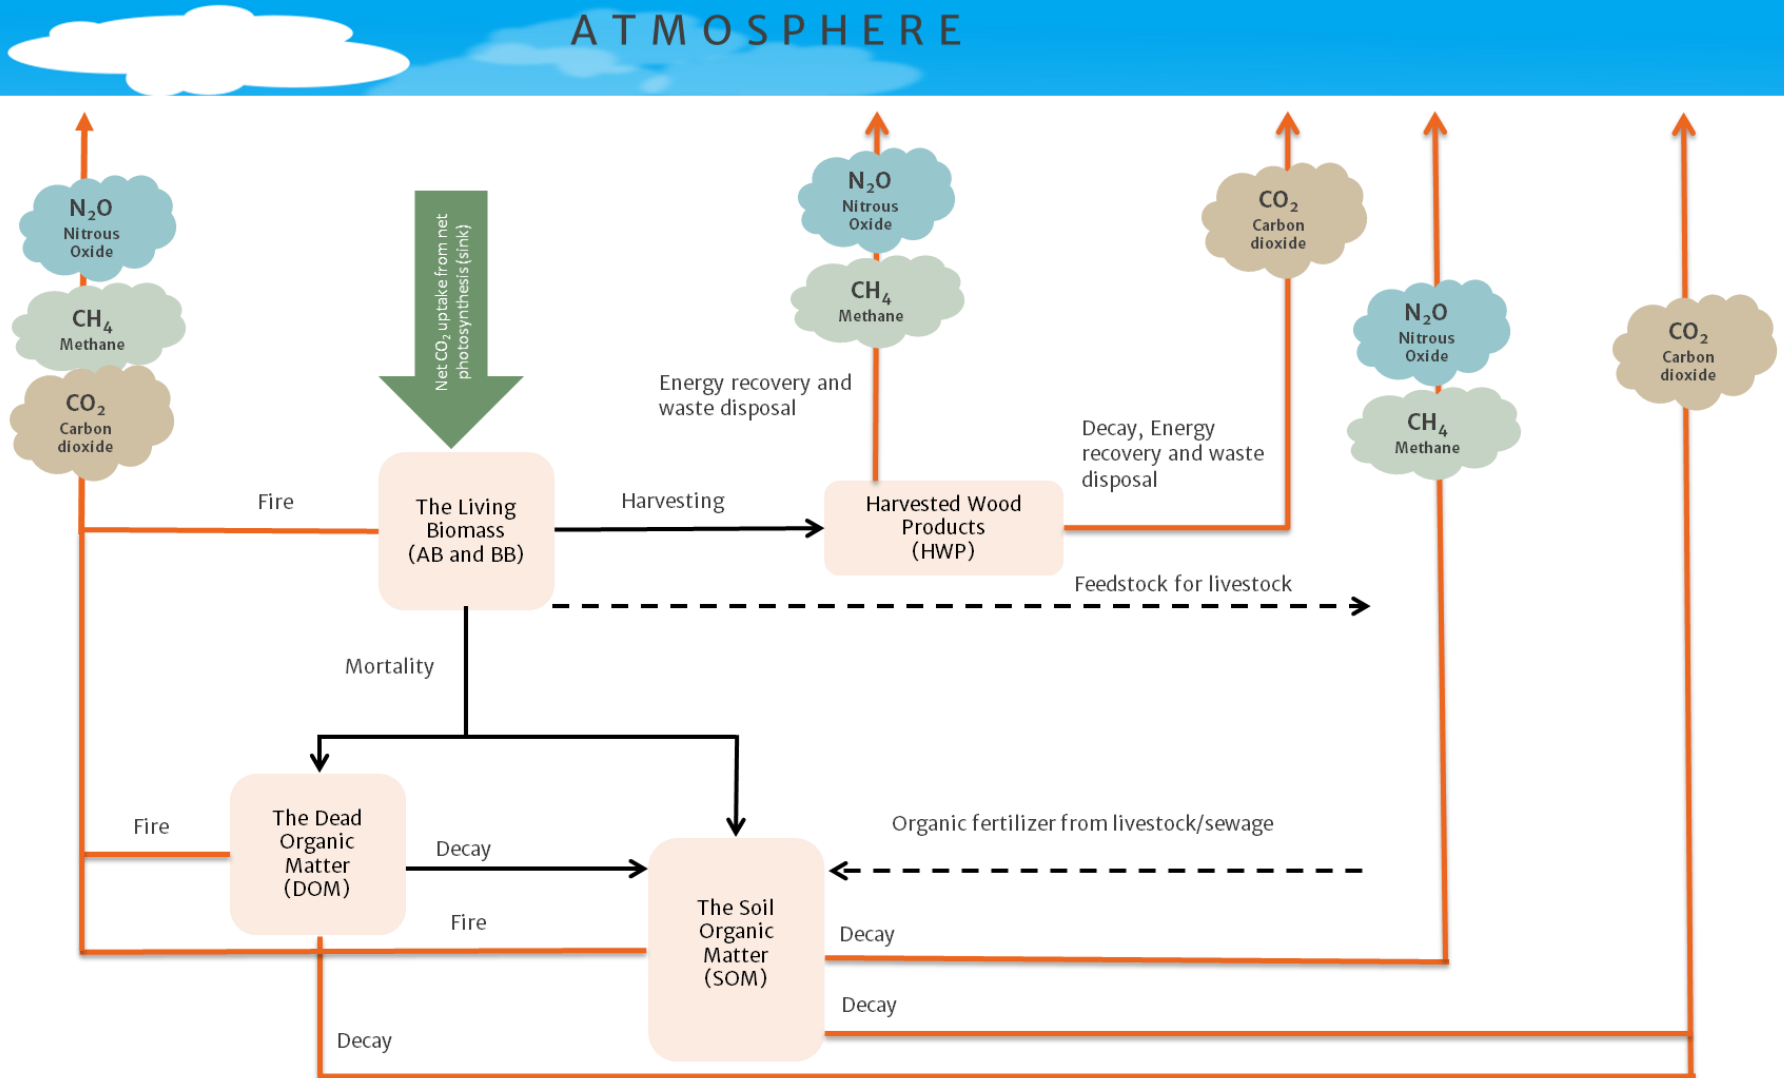 ATMOSPHERE
N₂O
Nitrous
Oxide
CH₄
Methane
CO₂
Carbon
dioxide
Net CO₂ uptake from net
photosynthesis (sink)
N₂O
Nitrous
Oxide
CH₄
Methane
CO₂
Carbon
dioxide
N₂O
Nitrous
Oxide
CH₄
Methane
CO₂
Carbon
dioxide
Energy recovery and
waste disposal
Decay, Energy
recovery and waste
disposal
Fire
The Living
Biomass
(AB and BB)
Harvesting
Harvested Wood
Products
(HWP)
Feedstock for livestock
Mortality
Fire
The Dead
Organic
Matter
(DOM)
Decay
Organic fertilizer from livestock/sewage
Fire
The Soil
Organic
Matter
(SOM)
Decay
Decay
Decay